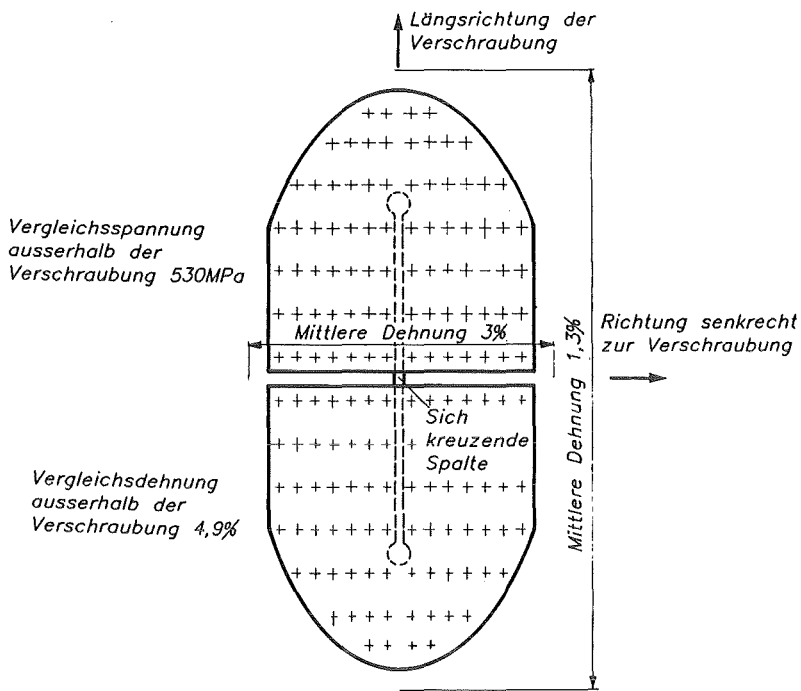 Längsrichtung der
Verschraubung
Vergleichsspannung
ausserhalb der
Verschraubung 530MPa
Mittlere Dehnung 3%
Mittlere Dehnung 1,3%
Richtung senkrecht
zur Verschraubung
Sich
kreuzende
Spalte
Vergleichsdehnung
ausserhalb der
Verschraubung 4,9%